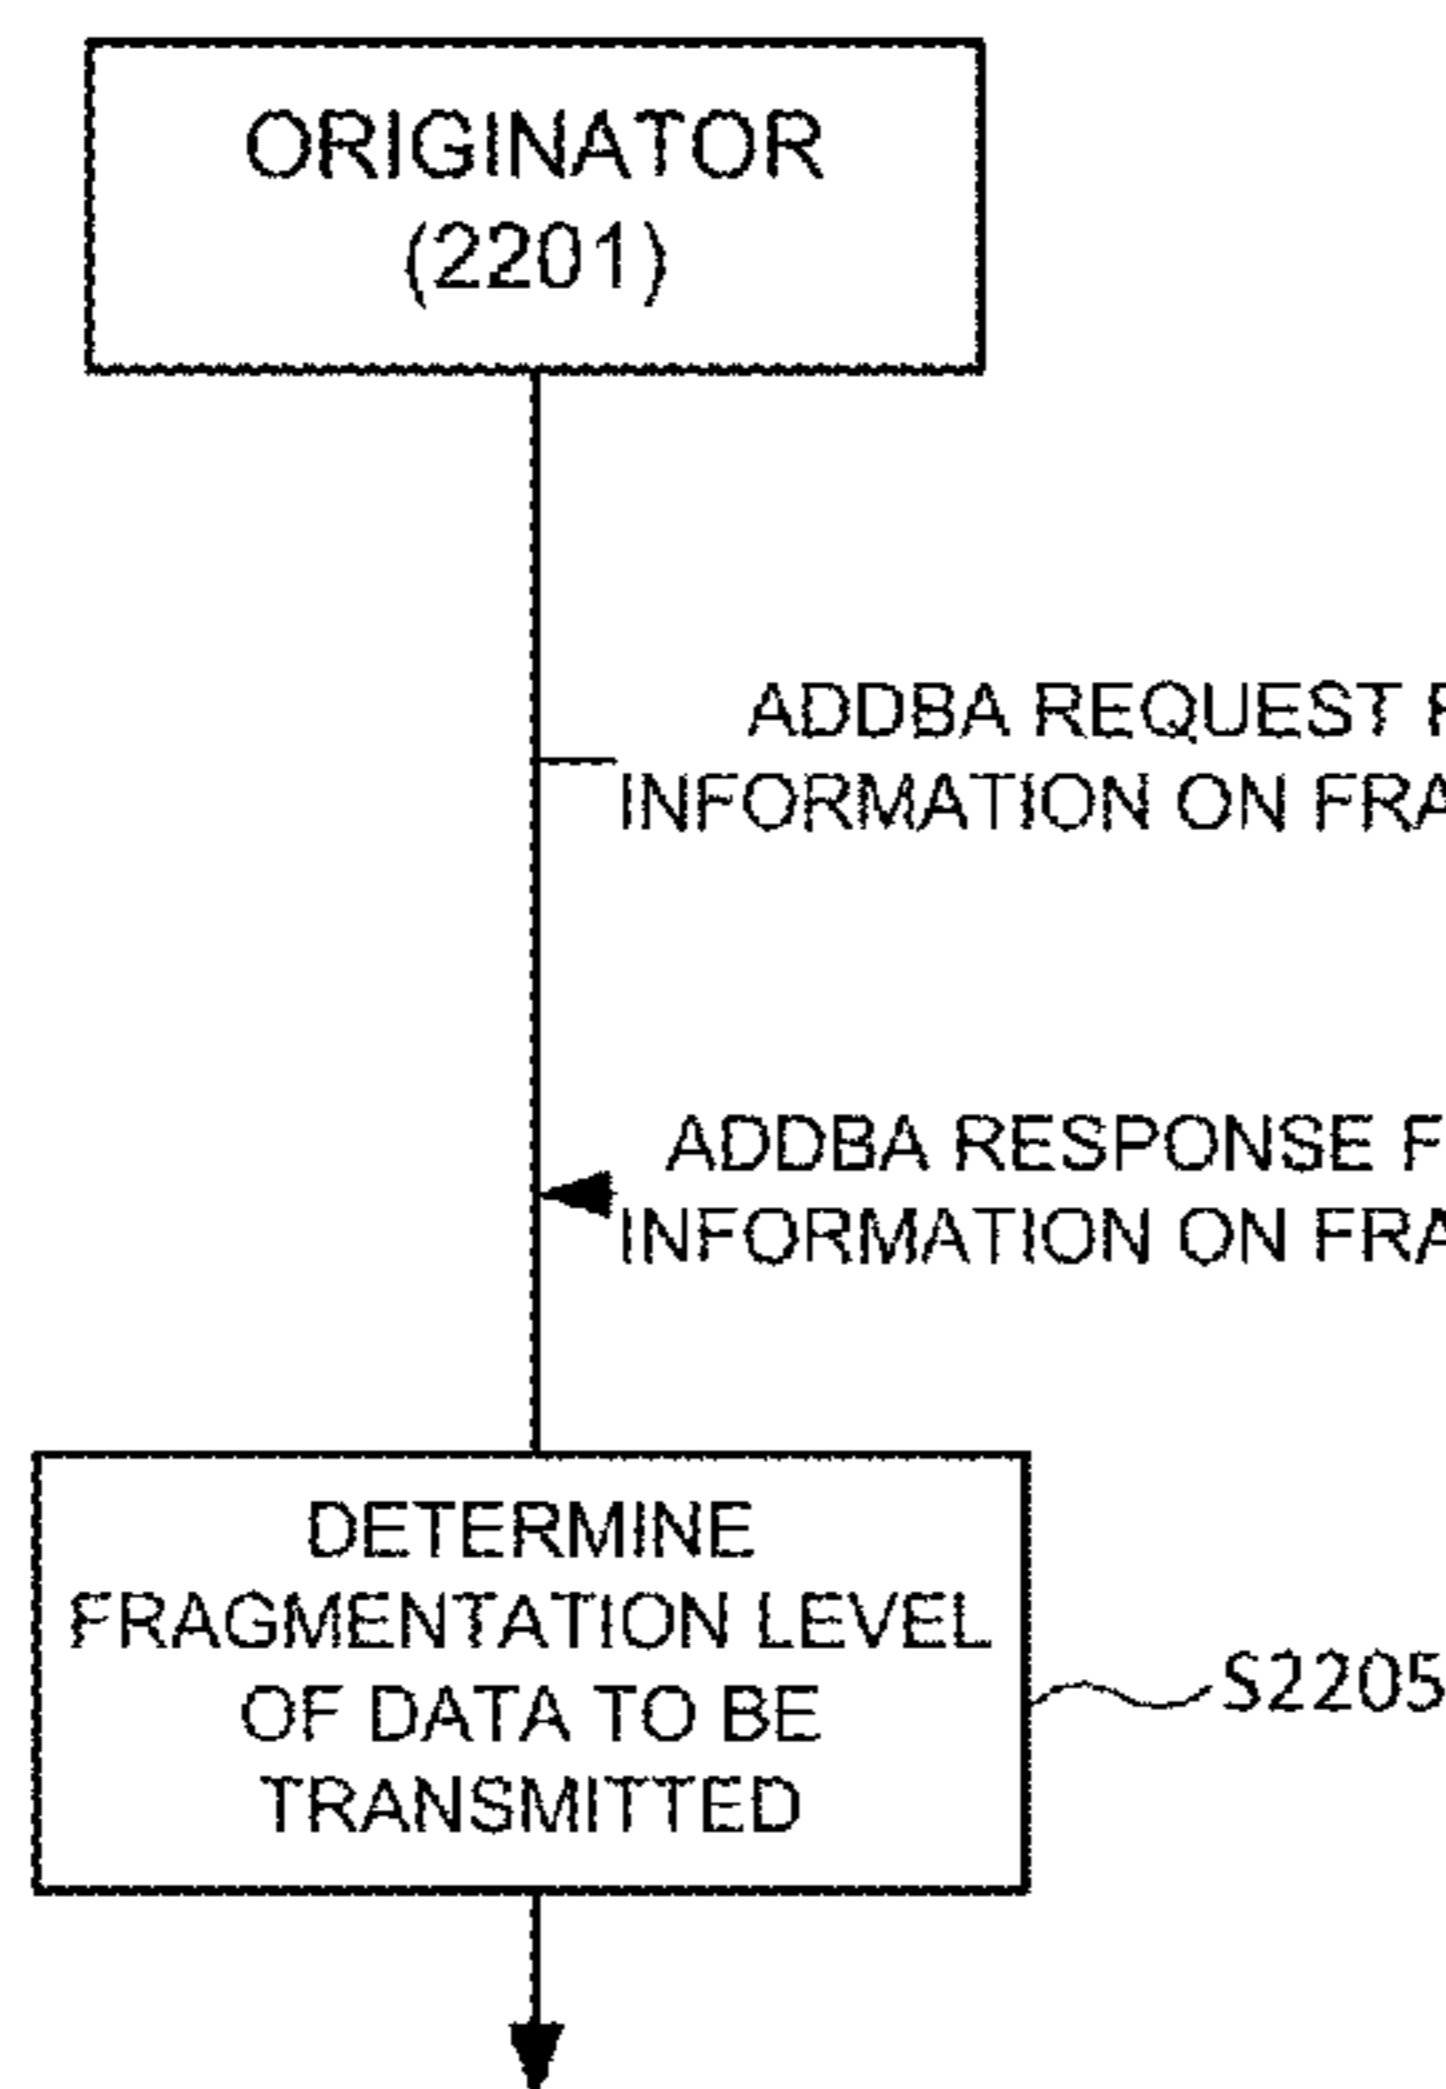 ORIGINATOR
(2201)
ADDBA REQUEST
INFORMATION ON
ADDBA RESPONSE
INFORMATION ON
DETERMINE
FRAGMENTATION LEVEL
OF DATA TO BE
TRANSMITTED
S2205